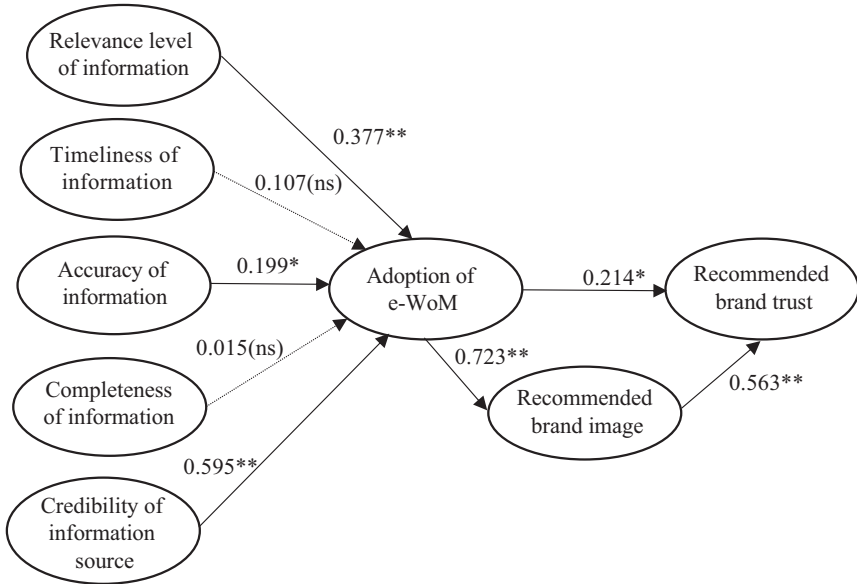 Relevance level
of information
0.377**
Timeliness of
information
0.107(ns)
Accuracy of
information
0.199*
Adoption of
e-WoM
0.214*
Recommended
brand trust
0.015(ns)
Completeness
of information
0.723**
Recommended
brand image
0.563**
0.595**
Credibility of
information
source